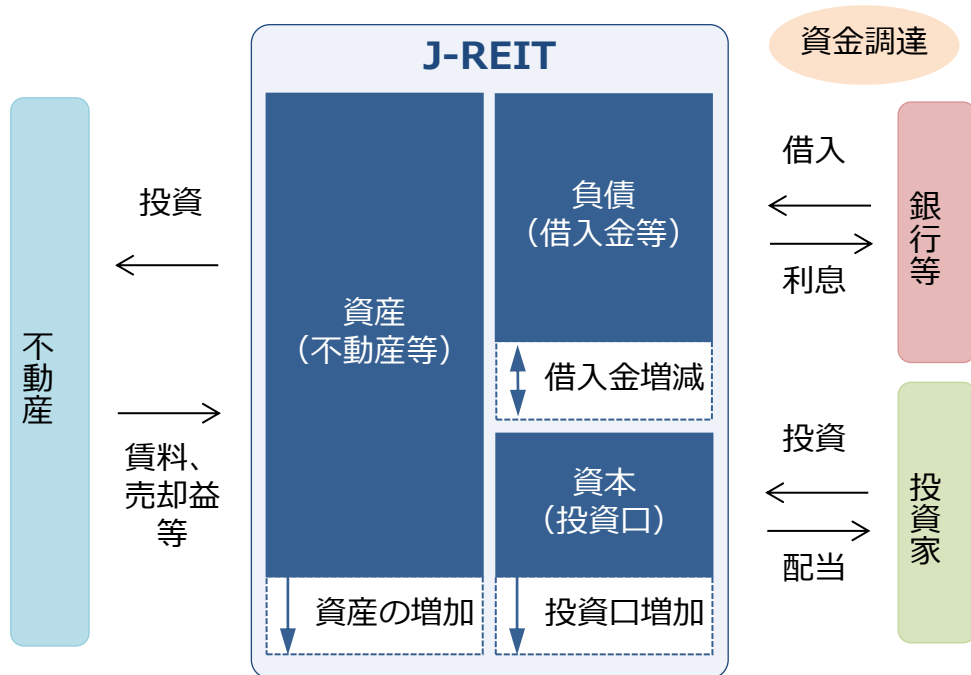 資金調達
J-REIT
不動産
投資
賃料、
売却益
等
資産
（不動産等）
資産の増加
負債
（借入金等）
借入金増減
資本
（投資口）
投資口増加
借入
利息
銀行等
投資
配当
投資家